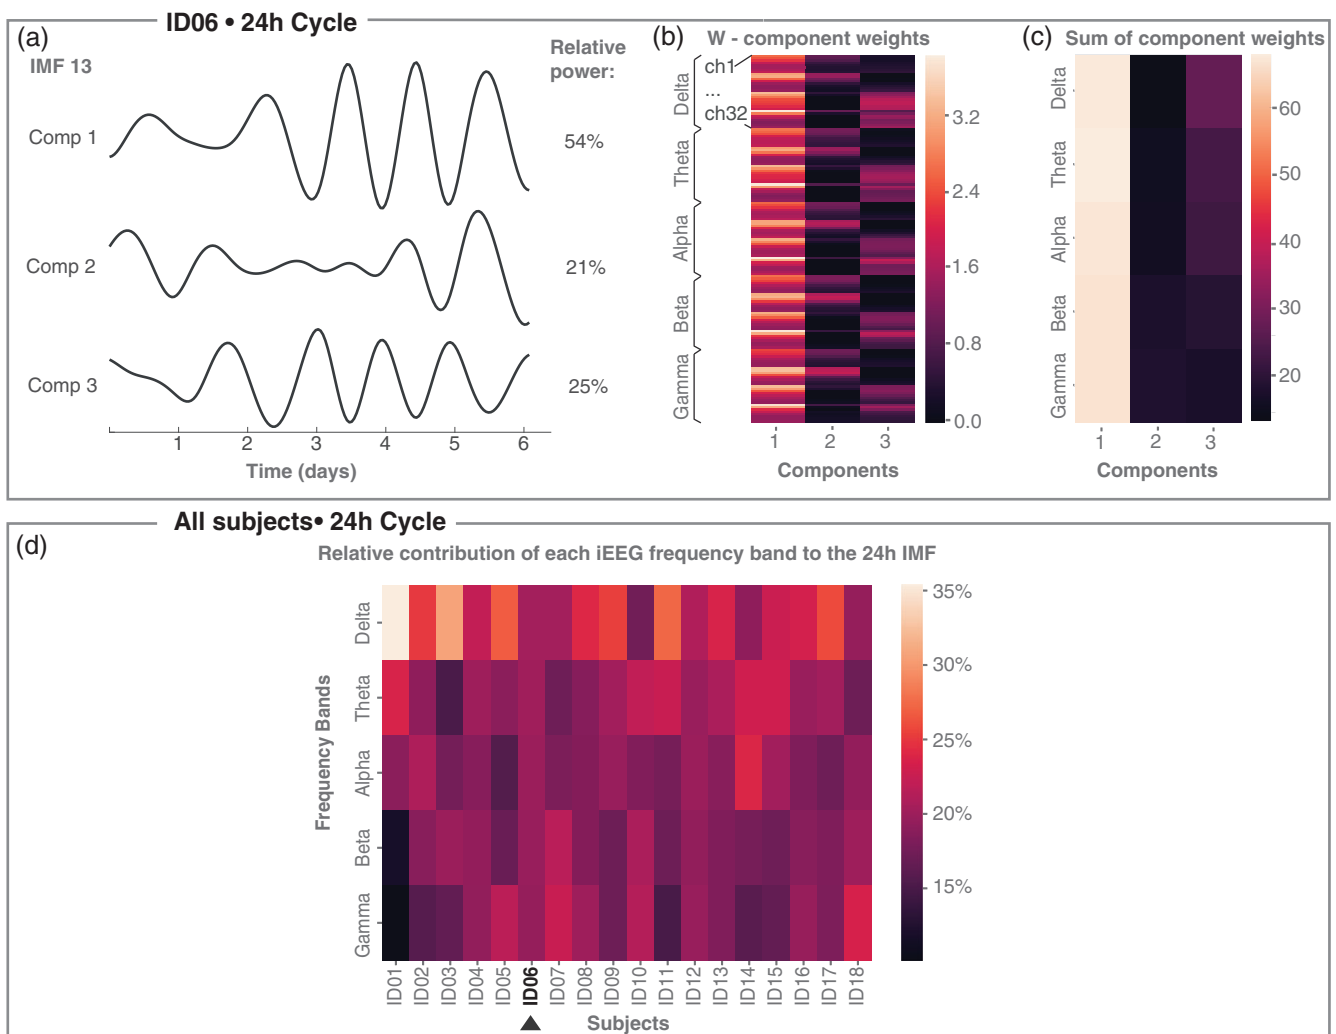 ID06 • 24h Cycle
(a)
IMF 13
Relative
power:
Comp 1
54%
Comp 2
21%
Comp 3
25%
1 2 3 4 5 6
Time (days)
(b)
W - component weights
ch1
...
ch32
Delta
Theta
Alpha
Beta
Gamma
3.2
2.4
1.6
0.8
0.0
1 2 3
Components
(c)
Sum of component weights
Delta
Theta
Alpha
Beta
Gamma
60
50
40
30
20
1 2 3
Components
All subjects• 24h Cycle
(d)
Relative contribution of each iEEG frequency band to the 24h IMF
Frequency Bands
Delta
Theta
Alpha
Beta
Gamma
35%
30%
25%
20%
15%
ID01 ID02 ID03 ID04 ID05 ID06 ID07 ID08 ID09 ID10 ID11 ID12 ID13 ID14 ID15 ID16 ID17 ID18
Subjects